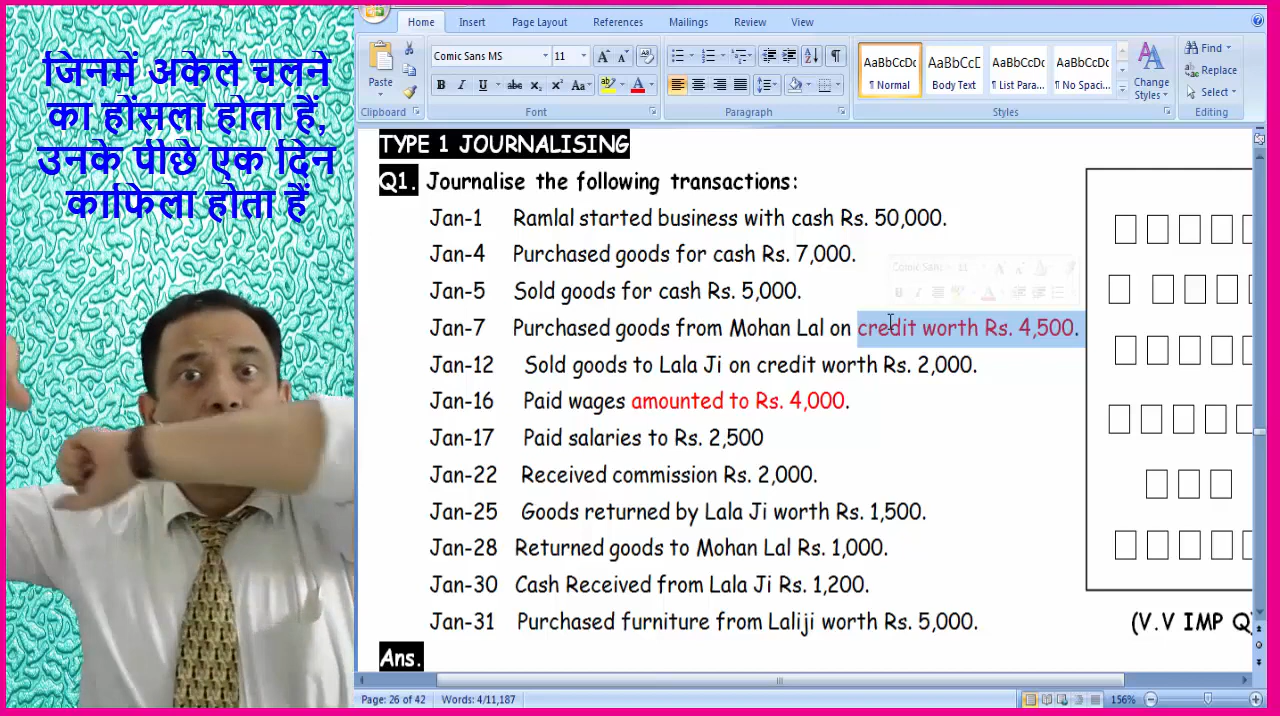 जिनमें अकेले चलने
का होंसला होता हैं,
उनके पीछे एक दिन
काफिला होता हैं
Home Insert Page Layout References Mailings Review View
Paste
Comic Sans MS 11
AaBbCcDc AaBbCcD AaBbCcDc AaBbCcDc
¶ Normal Body Text ¶ List Para... ¶ No Spaci...
Change Styles
Find
Replace
Select
Clipboard Font Paragraph Styles Editing
TYPE 1 JOURNALISING
Q1. Journalise the following transactions:
Jan-1 Ramlal started business with cash Rs. 50,000.
Jan-4 Purchased goods for cash Rs. 7,000.
Jan-5 Sold goods for cash Rs. 5,000.
Jan-7 Purchased goods from Mohan Lal on credit worth Rs. 4,500.
Jan-12 Sold goods to Lala Ji on credit worth Rs. 2,000.
Jan-16 Paid wages amounted to Rs. 4,000.
Jan-17 Paid salaries to Rs. 2,500
Jan-22 Received commission Rs. 2,000.
Jan-25 Goods returned by Lala Ji worth Rs. 1,500.
Jan-28 Returned goods to Mohan Lal Rs. 1,000.
Jan-30 Cash Received from Lala Ji Rs. 1,200.
Jan-31 Purchased furniture from Laliji worth Rs. 5,000.
(V.V IMP Q
Ans.
Page: 26 of 42 Words: 4/11,187 156%